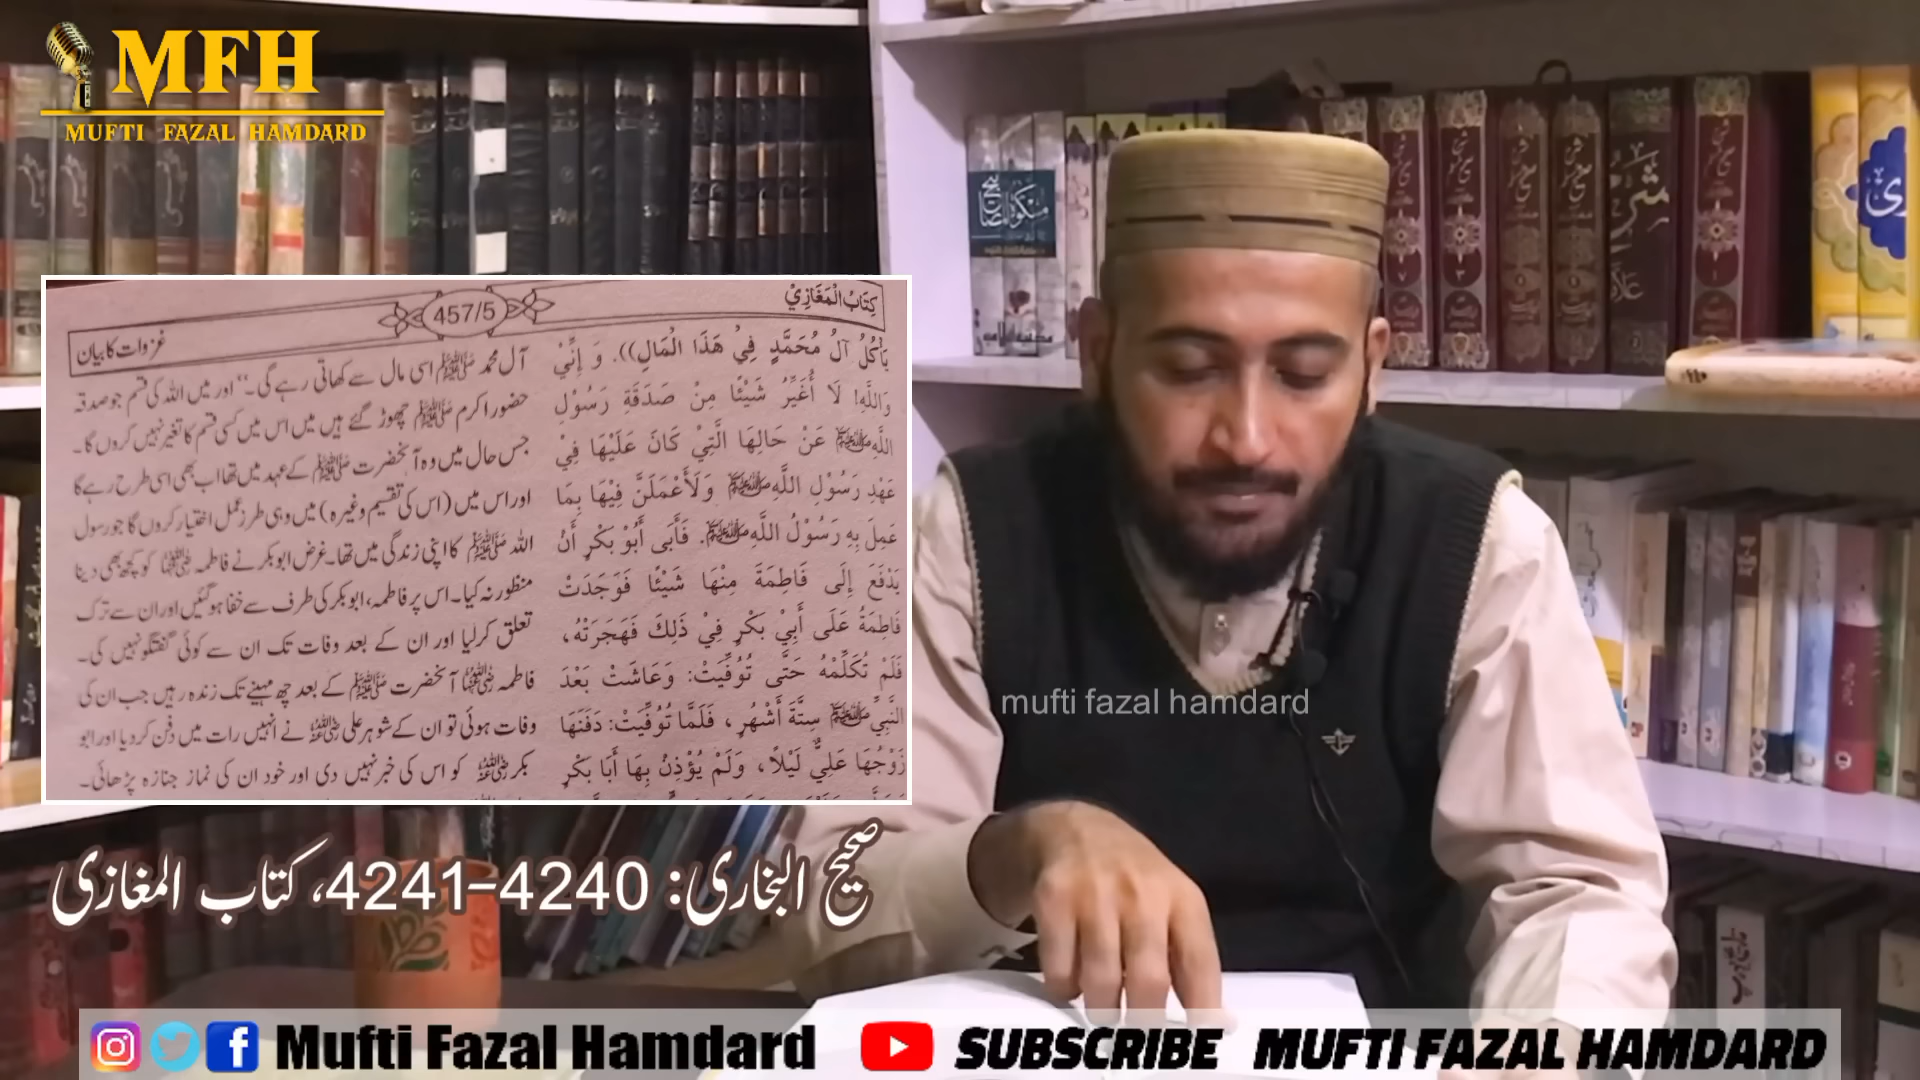 MFH
MUFTI FAZAL HAMDARD
كِتَابُ الْمَغَازِيْ
457/5
غزوات کا بیان
يَأْكُلُ آلُ مُحَمَّدٍ فِيْ هَذَا الْمَالِ)). وَ إِنِّيْ
وَاللَّهِ! لَا أُغَيِّرُ شَيْئًا مِنْ صَدَقَةِ رَسُوْلِ
اللَّهِ ﷺ عَنْ حَالِهَا الَّتِيْ كَانَ عَلَيْهَا فِيْ
عَهْدِ رَسُوْلِ اللَّهِ ﷺ وَلَأَعْمَلَنَّ فِيْهَا بِمَا
عَمِلَ بِهِ رَسُوْلُ اللَّهِ ﷺ. فَأَبَى أَبُوْ بَكْرٍ أَنْ
يَدْفَعَ إِلَى فَاطِمَةَ مِنْهَا شَيْئًا فَوَجَدَتْ
فَاطِمَةُ عَلَى أَبِيْ بَكْرٍ فِيْ ذَلِكَ فَهَجَرَتْهُ،
فَلَمْ تُكَلِّمْهُ حَتَّى تُوُفِّيَتْ: وَعَاشَتْ بَعْدَ
النَّبِيِّ ﷺ سِتَّةَ أَشْهُرٍ، فَلَمَّا تُوُفِّيَتْ: دَفَنَهَا
زَوْجُهَا عَلِيٌّ لَيْلًا، وَلَمْ يُؤْذِنْ بِهَا أَبَا بَكْرٍ
آل محمد ﷺ اسی مال سے کھاتی رہے گی۔‘‘ اور میں اللہ کی قسم جو صدقہ
حضور اکرم ﷺ چھوڑ گئے ہیں میں اس میں کسی قسم کا تغیر نہیں کروں گا۔
جس حال میں وہ آنحضرت ﷺ کے عہد میں تھا اب بھی اسی طرح رہے گا
اور اس میں (اس کی تقسیم وغیرہ) میں وہی طرز عمل اختیار کروں گا جو رسول
اللہ ﷺ کا اپنی زندگی میں تھا۔ غرض ابوبکر نے فاطمہ رضی اللہ عنہا کو کچھ بھی دینا
منظور نہ کیا۔ اس پر فاطمہ، ابوبکر کی طرف سے خفا ہو گئیں اور ان سے ترک
تعلق کر لیا اور ان کے بعد وفات تک ان سے کوئی گفتگو نہیں کی۔
فاطمہ رضی اللہ عنہا آنحضرت ﷺ کے بعد چھ مہینے تک زندہ رہیں جب ان کی
وفات ہوئی تو ان کے شوہر علی رضی اللہ عنہ نے انہیں رات میں دفن کر دیا اور ابو
بکر رضی اللہ عنہ کو اس کی خبر نہیں دی اور خود ان کی نماز جنازہ پڑھائی۔
صحیح البخاری: 4240-4241، کتاب المغازی
mufti fazal hamdard
Mufti Fazal Hamdard
SUBSCRIBE MUFTI FAZAL HAMDARD